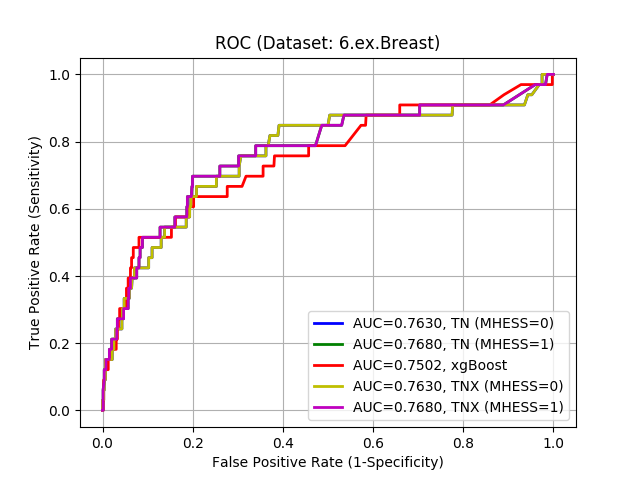 ROC (Dataset: 6.ex.Breast)
True Positive Rate (Sensitivity)
1.0
0.8
0.6
0.4
0.2
0.0
AUC=0.7630, TN (MHESS=0)
AUC=0.7680, TN (MHESS=1)
AUC=0.7502, xgBoost
AUC=0.7630, TNX (MHESS=0)
AUC=0.7680, TNX (MHESS=1)
0.0 0.2 0.4 0.6 0.8 1.0
False Positive Rate (1-Specificity)